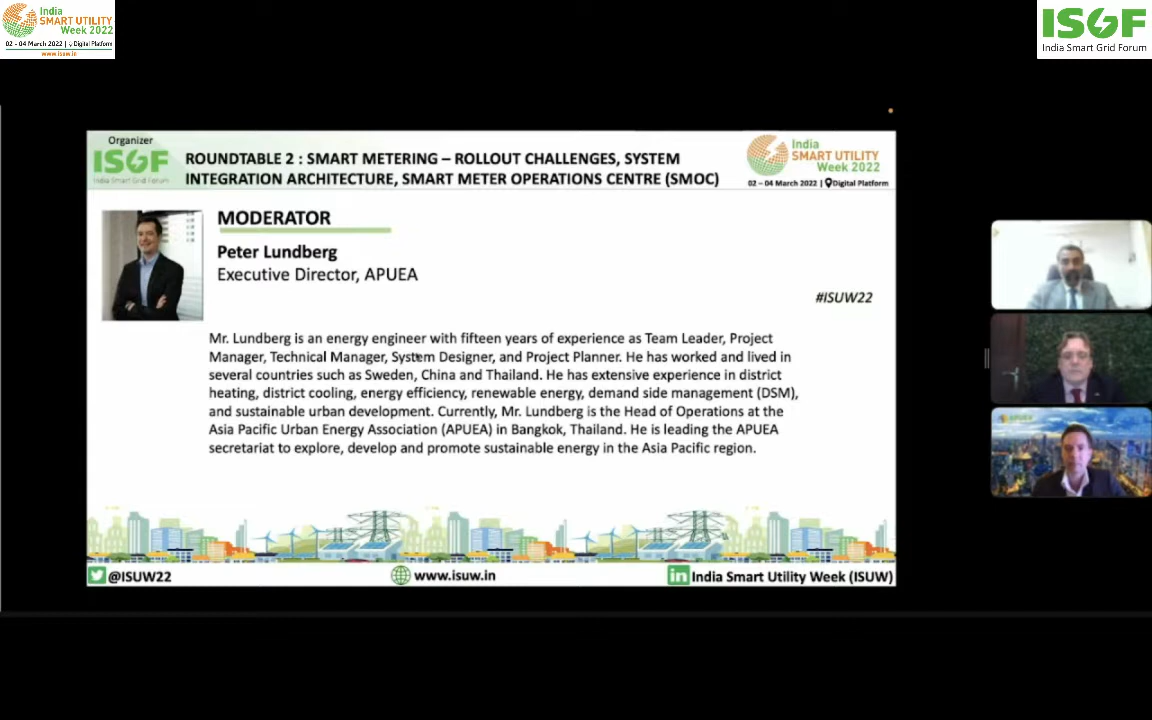 India
SMART UTILITY
Week 2022
02 - 04 March 2022 | Digital Platform
www.isuw.in
ISGF
India Smart Grid Forum
Organizer
ISGF
India Smart Grid Forum
ROUNDTABLE 2 : SMART METERING – ROLLOUT CHALLENGES, SYSTEM
INTEGRATION ARCHITECTURE, SMART METER OPERATIONS CENTRE (SMOC)
India
SMART UTILITY
Week 2022
02 - 04 March 2022 | Digital Platform
MODERATOR
Peter Lundberg
Executive Director, APUEA
#ISUW22
Mr. Lundberg is an energy engineer with fifteen years of experience as Team Leader, Project
Manager, Technical Manager, System Designer, and Project Planner. He has worked and lived in
several countries such as Sweden, China and Thailand. He has extensive experience in district
heating, district cooling, energy efficiency, renewable energy, demand side management (DSM),
and sustainable urban development. Currently, Mr. Lundberg is the Head of Operations at the
Asia Pacific Urban Energy Association (APUEA) in Bangkok, Thailand. He is leading the APUEA
secretariat to explore, develop and promote sustainable energy in the Asia Pacific region.
@ISUW22
www.isuw.in
in India Smart Utility Week (ISUW)